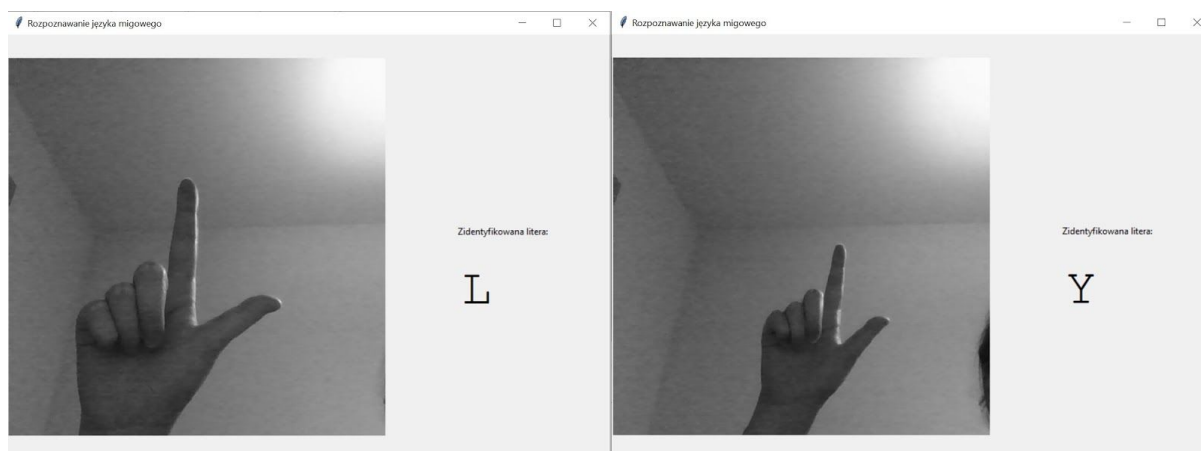 Rozpoznawanie języka migowego
Zidentyfikowana litera:
L
Rozpoznawanie języka migowego
Zidentyfikowana litera:
Y